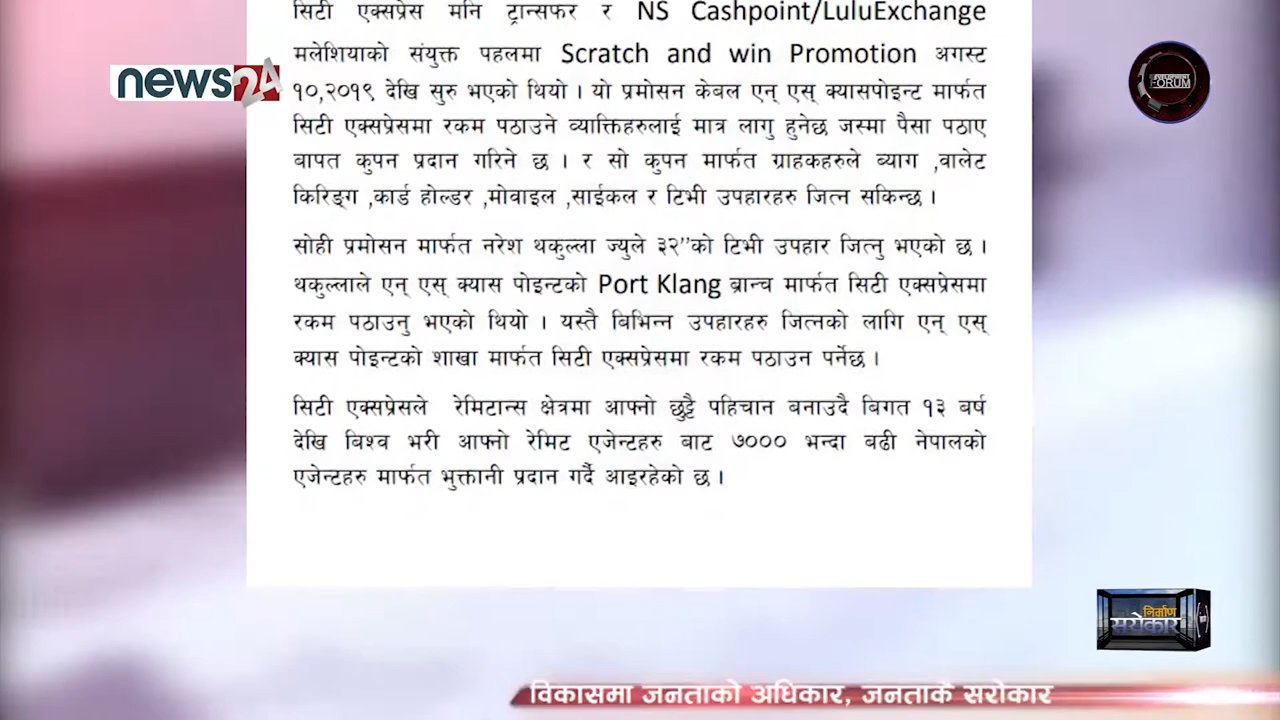 सिटी एक्सप्रेस मनि ट्रान्सफर र NS Cashpoint/LuluExchange
मलेशियाको संयुक्त पहलमा Scratch and win Promotion अगस्ट
१०,२०१९ देखि सुरु भएको थियो । यो प्रमोसन केबल एन् एस् क्यासपोइन्ट मार्फत
सिटी एक्सप्रेसमा रकम पठाउने व्याक्तिहरुलाई मात्र लागु हुनेछ जस्मा पैसा पठाए
बापत कुपन प्रदान गरिने छ । र सो कुपन मार्फत ग्राहकहरुले ब्याग ,वालेट
किरिङ्ग ,कार्ड होल्डर ,मोवाइल ,साईकल र टिभी उपहारहरु जित्न सकिन्छ ।
सोही प्रमोसन मार्फत नरेश थकुल्ला ज्युले ३२”को टिभी उपहार जित्नु भएको छ ।
थकुल्लाले एन् एस् क्यास पोइन्टको Port Klang ब्रान्च मार्फत सिटी एक्सप्रेसमा
रकम पठाउनु भएको थियो । यस्तै बिभिन्न उपहारहरु जित्नको लागि एन् एस्
क्यास पोइन्टको शाखा मार्फत सिटी एक्सप्रेसमा रकम पठाउन पर्नेछ ।
सिटी एक्सप्रेसले रेमिटान्स क्षेत्रमा आफ्नो छुट्टै पहिचान बनाउदै बिगत १३ बर्ष
देखि बिश्व भरी आफ्नो रेमिट एजेन्टहरु बाट ७००० भन्दा बढी नेपालको
एजेन्टहरु मार्फत भुक्तानी प्रदान गर्दै आइरहेको छ ।
news24
DEVELOPMENT
FORUM
निर्माण
सरोकार
विकासमा जनताको अधिकार, जनताकै सरोकार